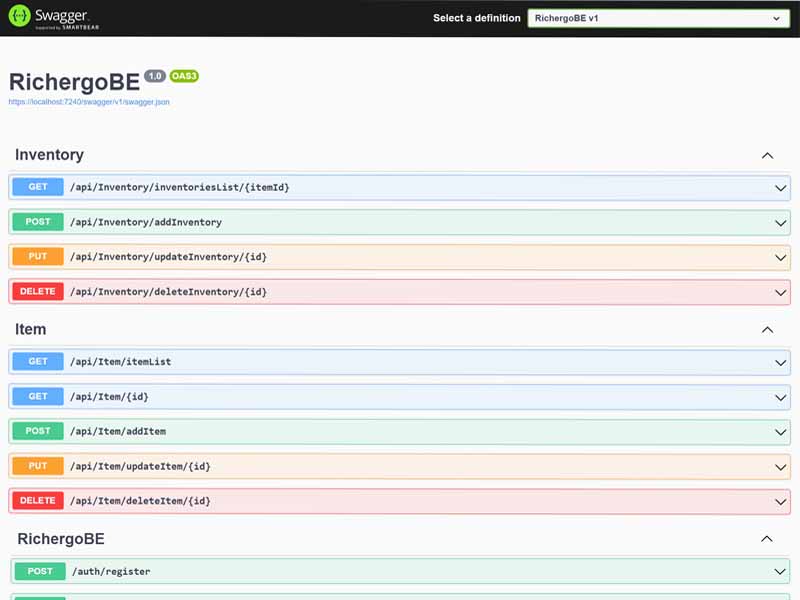 Swagger.
Supported by SMARTBEAR
Select a definition
RichergoBE v1
RichergoBE 1.0 OAS3
https://localhost:7240/swagger/v1/swagger.json
Inventory
GET /api/Inventory/inventoriesList/{itemId}
POST /api/Inventory/addInventory
PUT /api/Inventory/updateInventory/{id}
DELETE /api/Inventory/deleteInventory/{id}
Item
GET /api/Item/itemList
GET /api/Item/{id}
POST /api/Item/addItem
PUT /api/Item/updateItem/{id}
DELETE /api/Item/deleteItem/{id}
RichergoBE
POST /auth/register